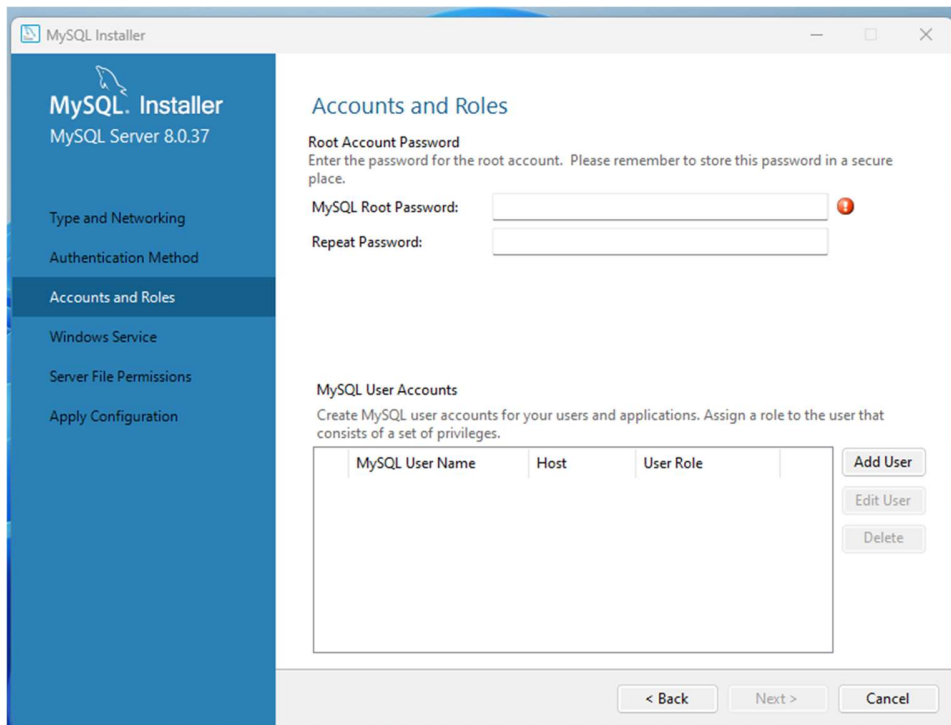 MySQL Installer
MySQL. Installer
MySQL Server 8.0.37
Type and Networking
Authentication Method
Accounts and Roles
Windows Service
Server File Permissions
Apply Configuration
Accounts and Roles
Root Account Password
Enter the password for the root account.  Please remember to store this password in a secure
place.
MySQL Root Password:
Repeat Password:
MySQL User Accounts
Create MySQL user accounts for your users and applications. Assign a role to the user that
consists of a set of privileges.
MySQL User Name Host User Role
Add User
Edit User
Delete
< Back Next > Cancel